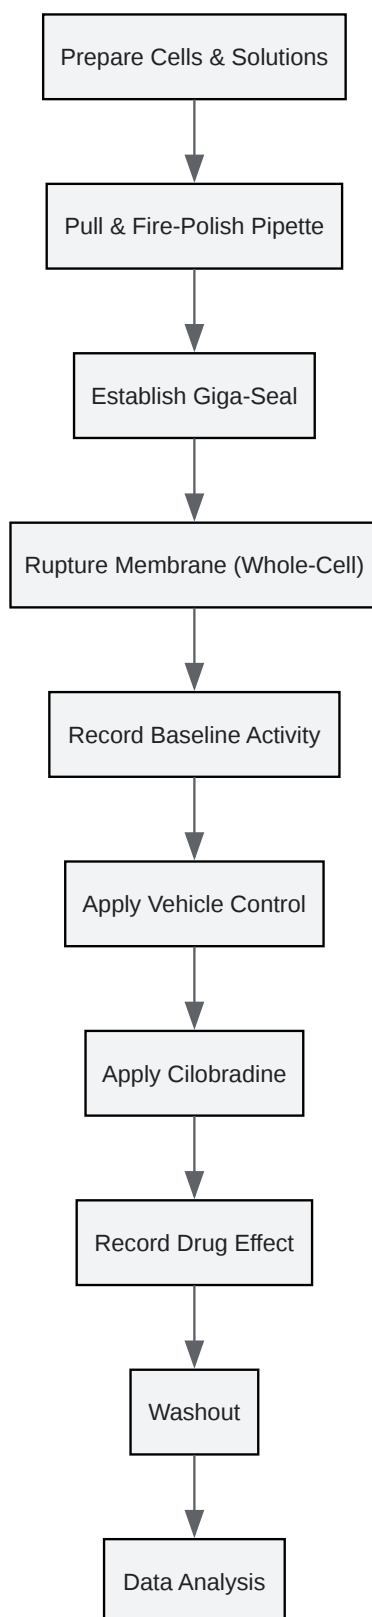 Prepare Cells & Solutions
Pull & Fire-Polish Pipette
Establish Giga-Seal
Rupture Membrane (Whole-Cell)
Record Baseline Activity
Apply Vehicle Control
Apply Cilobradine
Record Drug Effect
Washout
Data Analysis